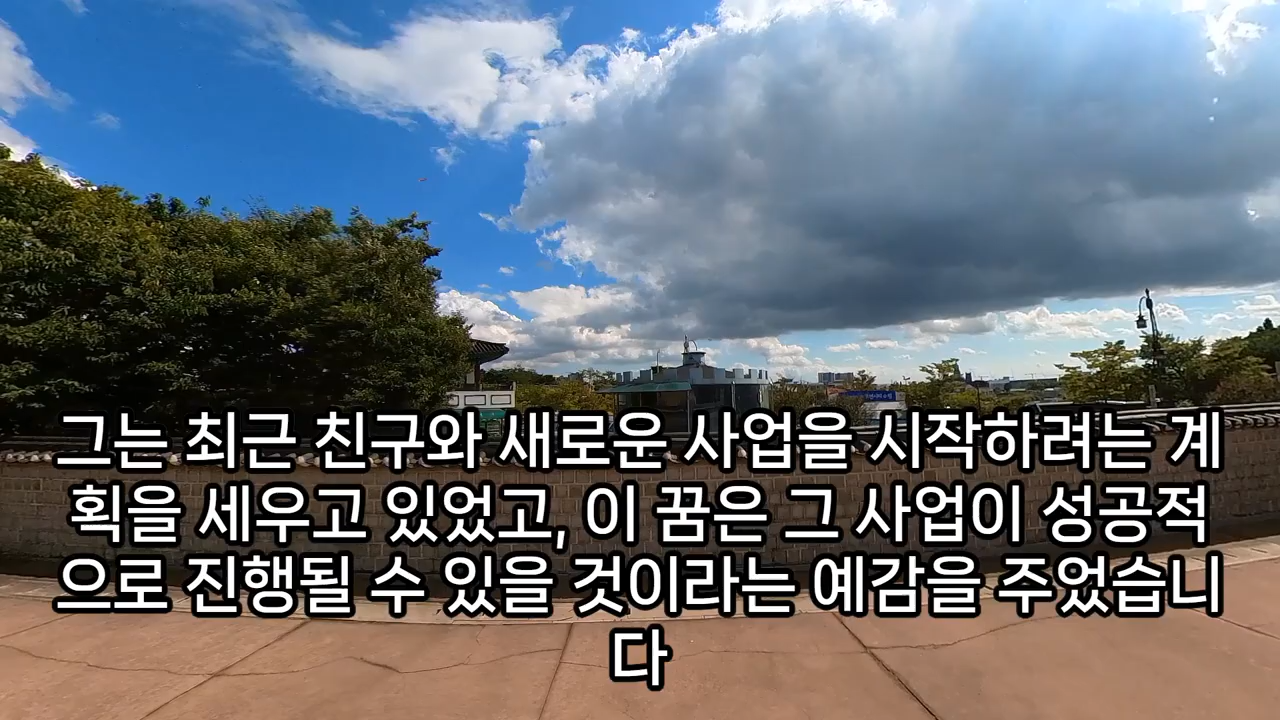 그는 최근 친구와 새로운 사업을 시작하려는 계
획을 세우고 있었고, 이 꿈은 그 사업이 성공적
으로 진행될 수 있을 것이라는 예감을 주었습니
다